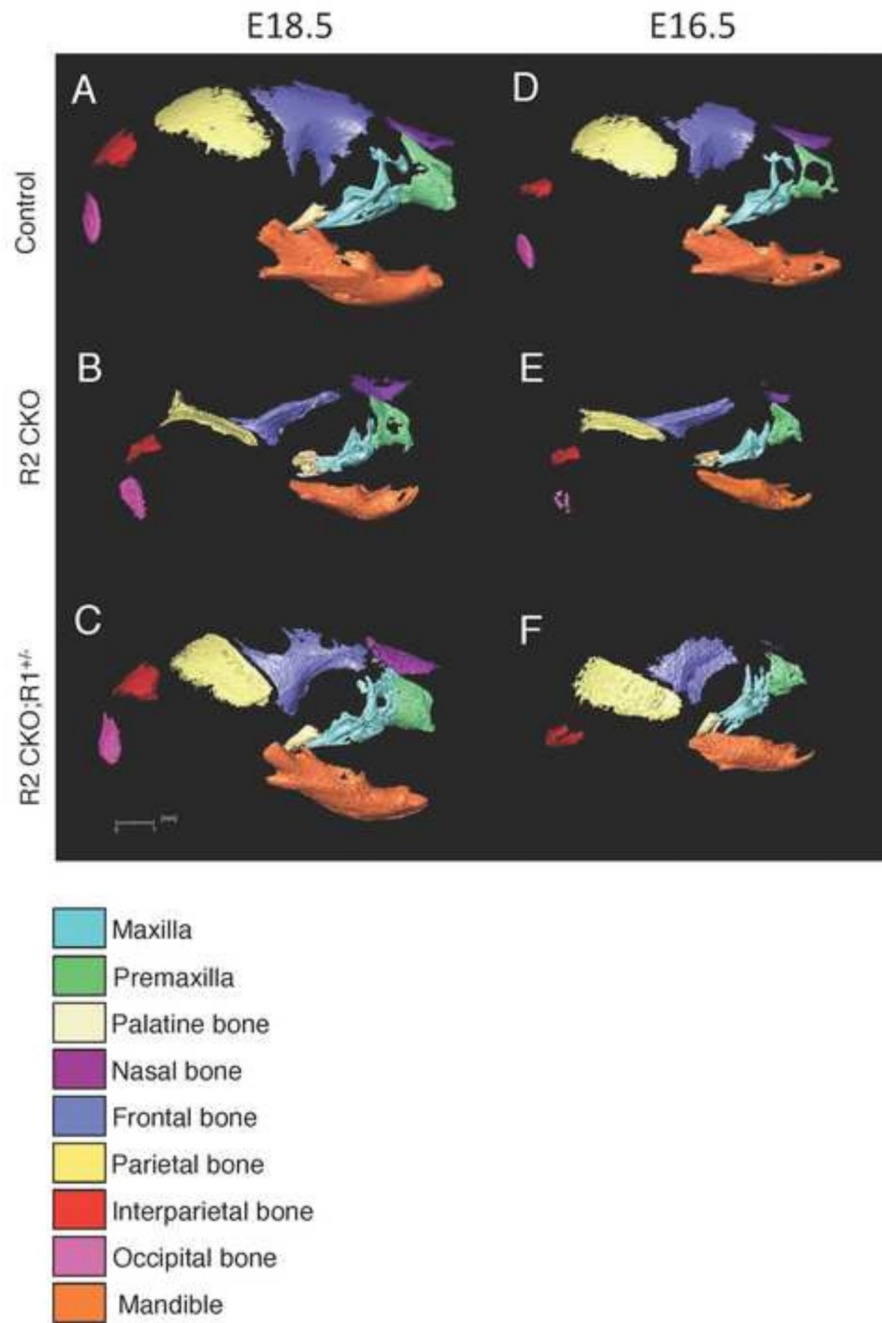 E18.5 E16.5
Control
A D
R2 CKO
B E
R2 CKO;R1+/-
C F
Maxilla
Premaxilla
Palatine bone
Nasal bone
Frontal bone
Parietal bone
Interparietal bone
Occipital bone
Mandible